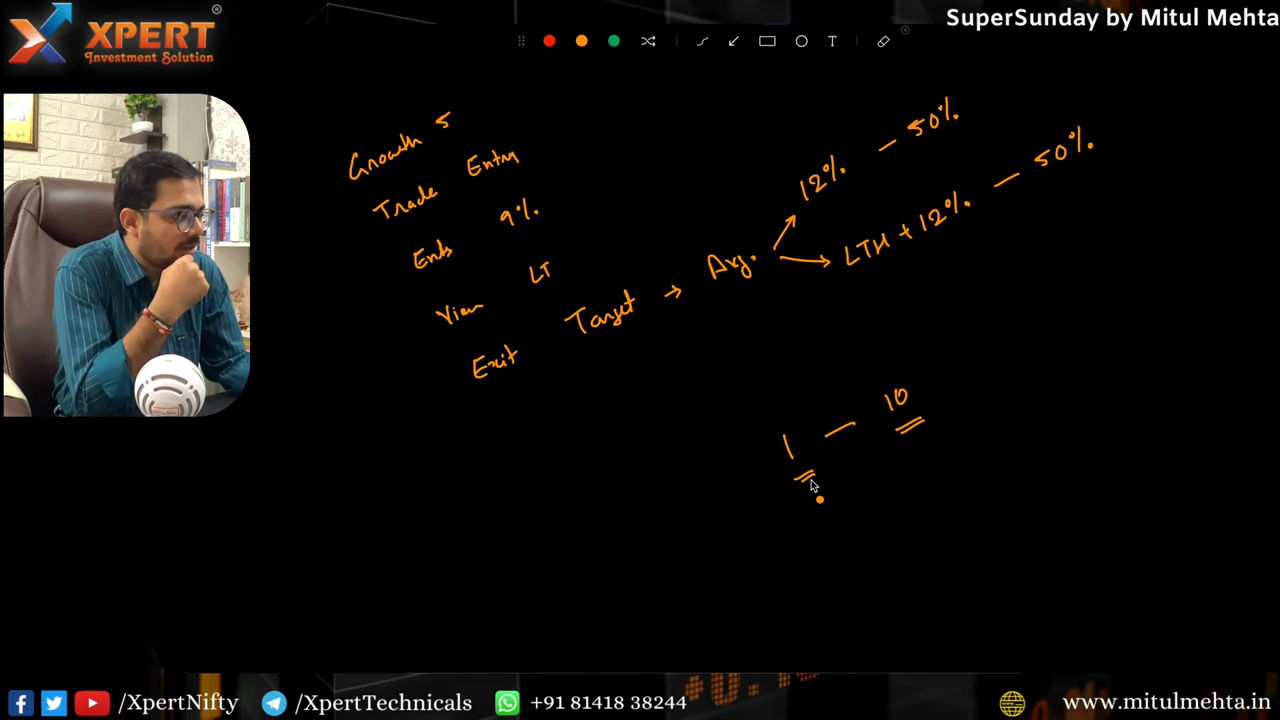 XPERT
Investment Solution
SuperSunday by Mitul Mehta
T
Growth 5
Trade Entry
9%
View LT
Exit Target → Avg.
12% — 50%
LTH + 12% — 50%
1 — 10
/XpertNifty
/XpertTechnicals
+91 81418 38244
www.mitulmehta.in